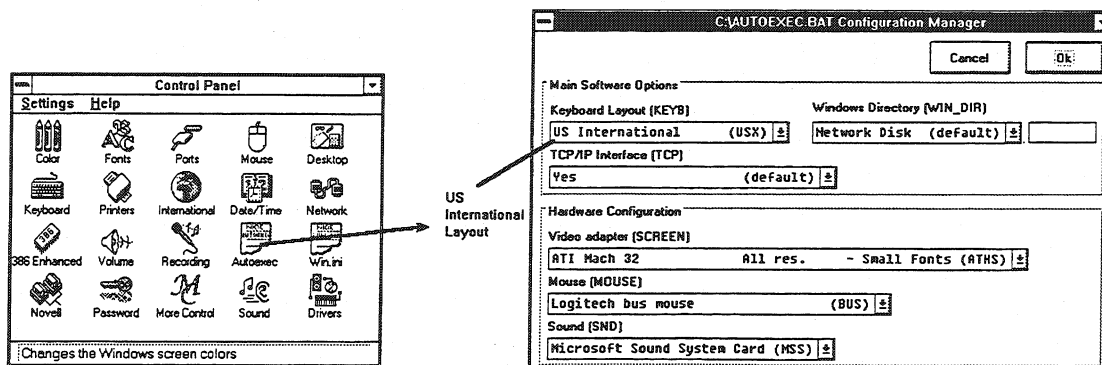 Control Panel
Settings Help
Color Fonts Ports Mouse Desktop
Keyboard Printers International Date/Time Network
386 Enhanced Volume Recording Autoexec Win.ini
Novell Password More Control Sound Drivers
Changes the Windows screen colors
US
International
Layout
C:\AUTOEXEC.BAT Configuration Manager
Cancel Ok
Main Software Options
Keyboard Layout (KEYB) Windows Directory (WIN_DIR)
US International (USX) Network Disk (default)
TCP/IP Interface (TCP)
Yes (default)
Hardware Configuration
Video adapter (SCREEN)
ATI Mach 32 All res. - Small Fonts (ATHS)
Mouse (MOUSE)
Logitech bus mouse (BUS)
Sound (SND)
Microsoft Sound System Card (MSS)